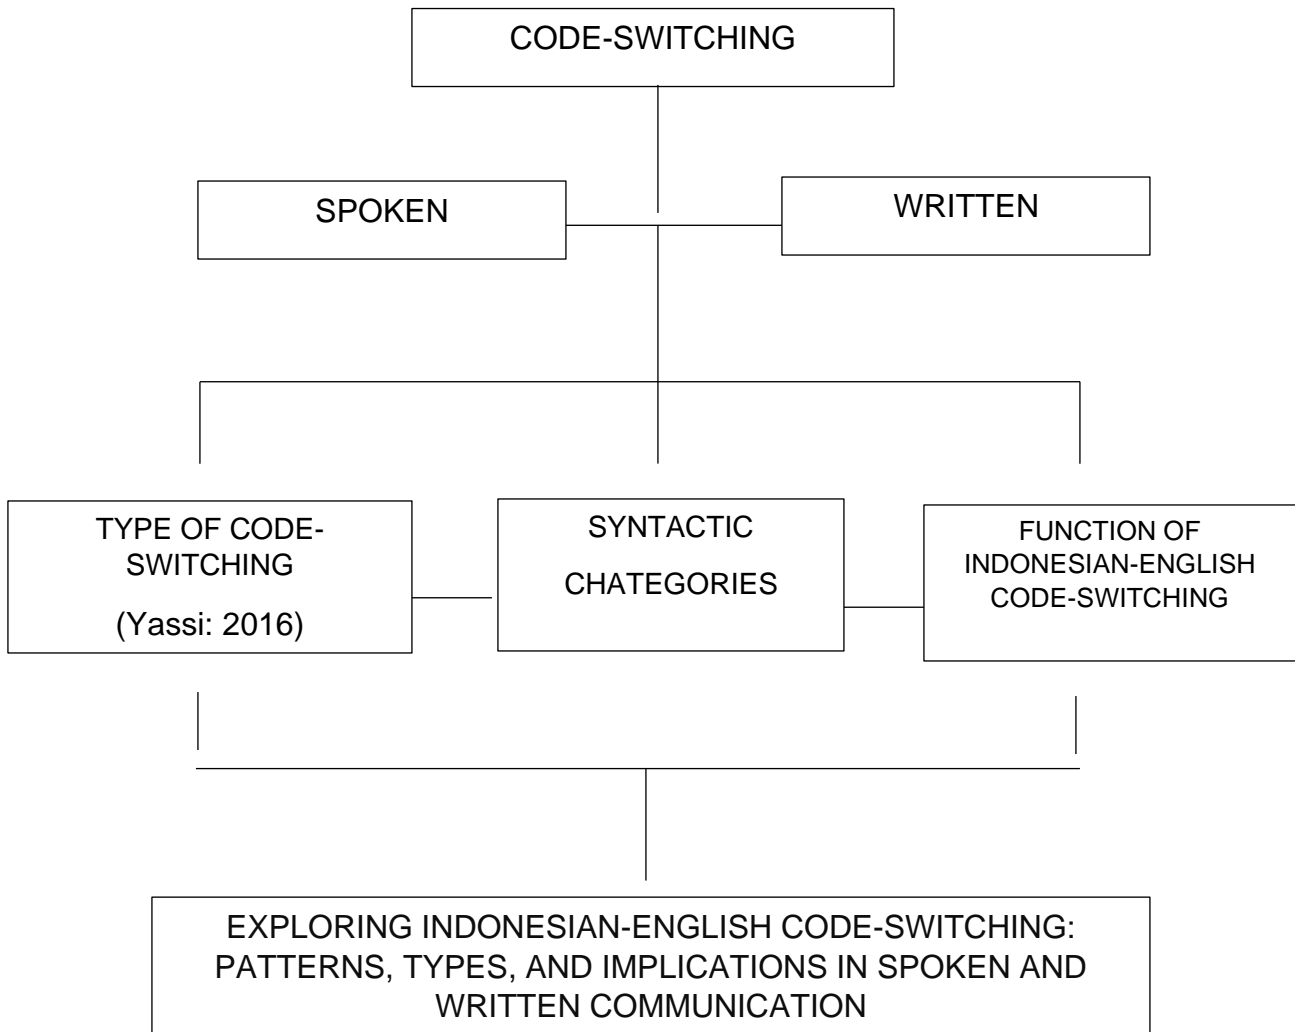 CODE-SWITCHING
SPOKEN
WRITTEN
TYPE OF CODE-
SWITCHING
(Yassi: 2016)
SYNTACTIC
CHATEGORIES
FUNCTION OF
INDONESIAN-ENGLISH
CODE-SWITCHING
EXPLORING INDONESIAN-ENGLISH CODE-SWITCHING:
PATTERNS, TYPES, AND IMPLICATIONS IN SPOKEN AND
WRITTEN COMMUNICATION